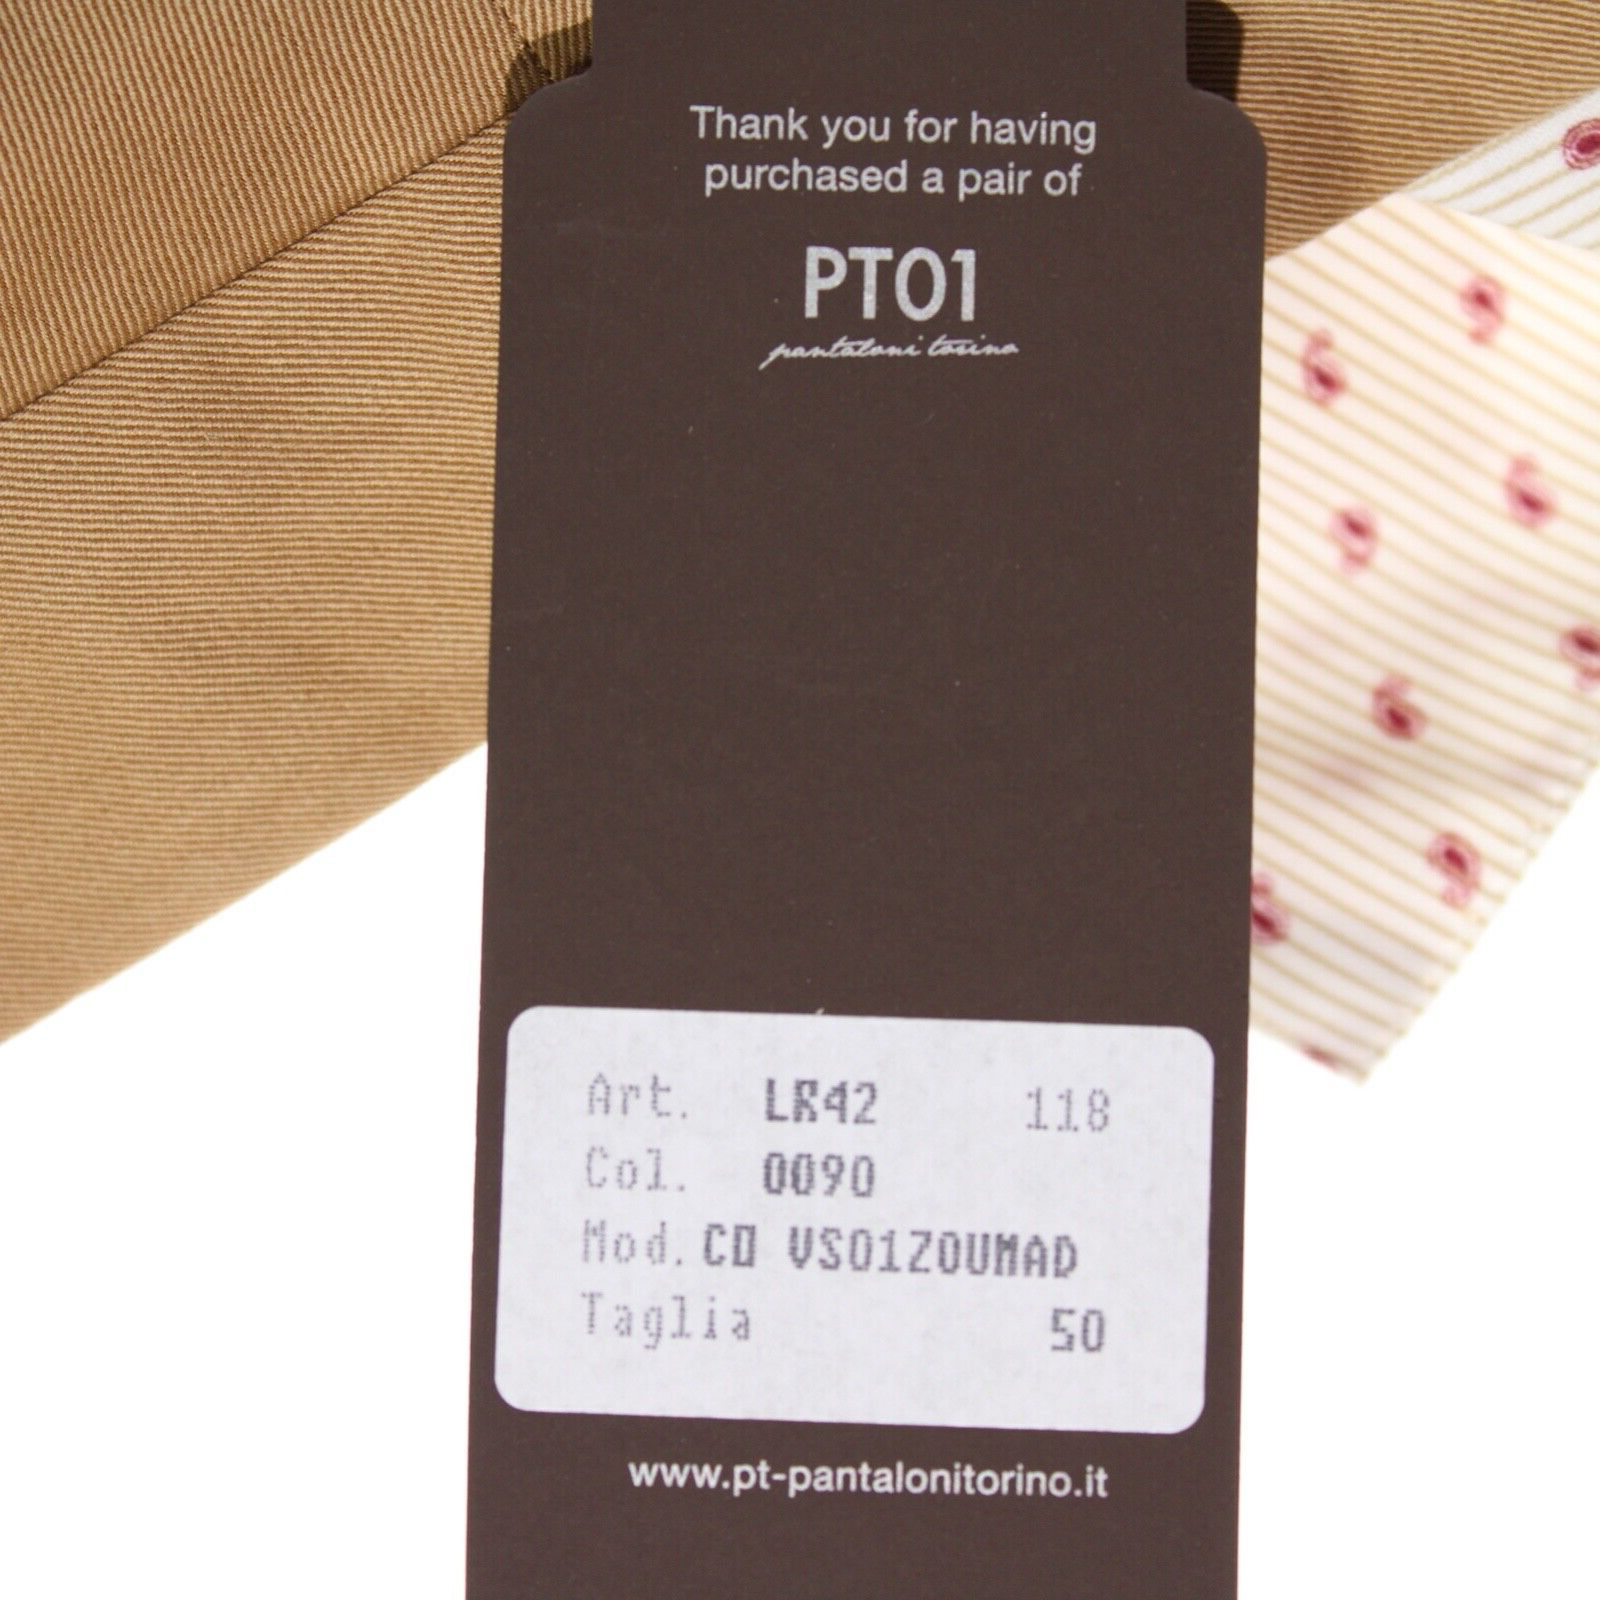 Thank you for having
purchased a pair of
PT01
pantaloni torino
Art. LR42 118
Col. 0090
Mod. CO VS01Z0UMAD
Taglia 50
www.pt-pantalonitorino.it